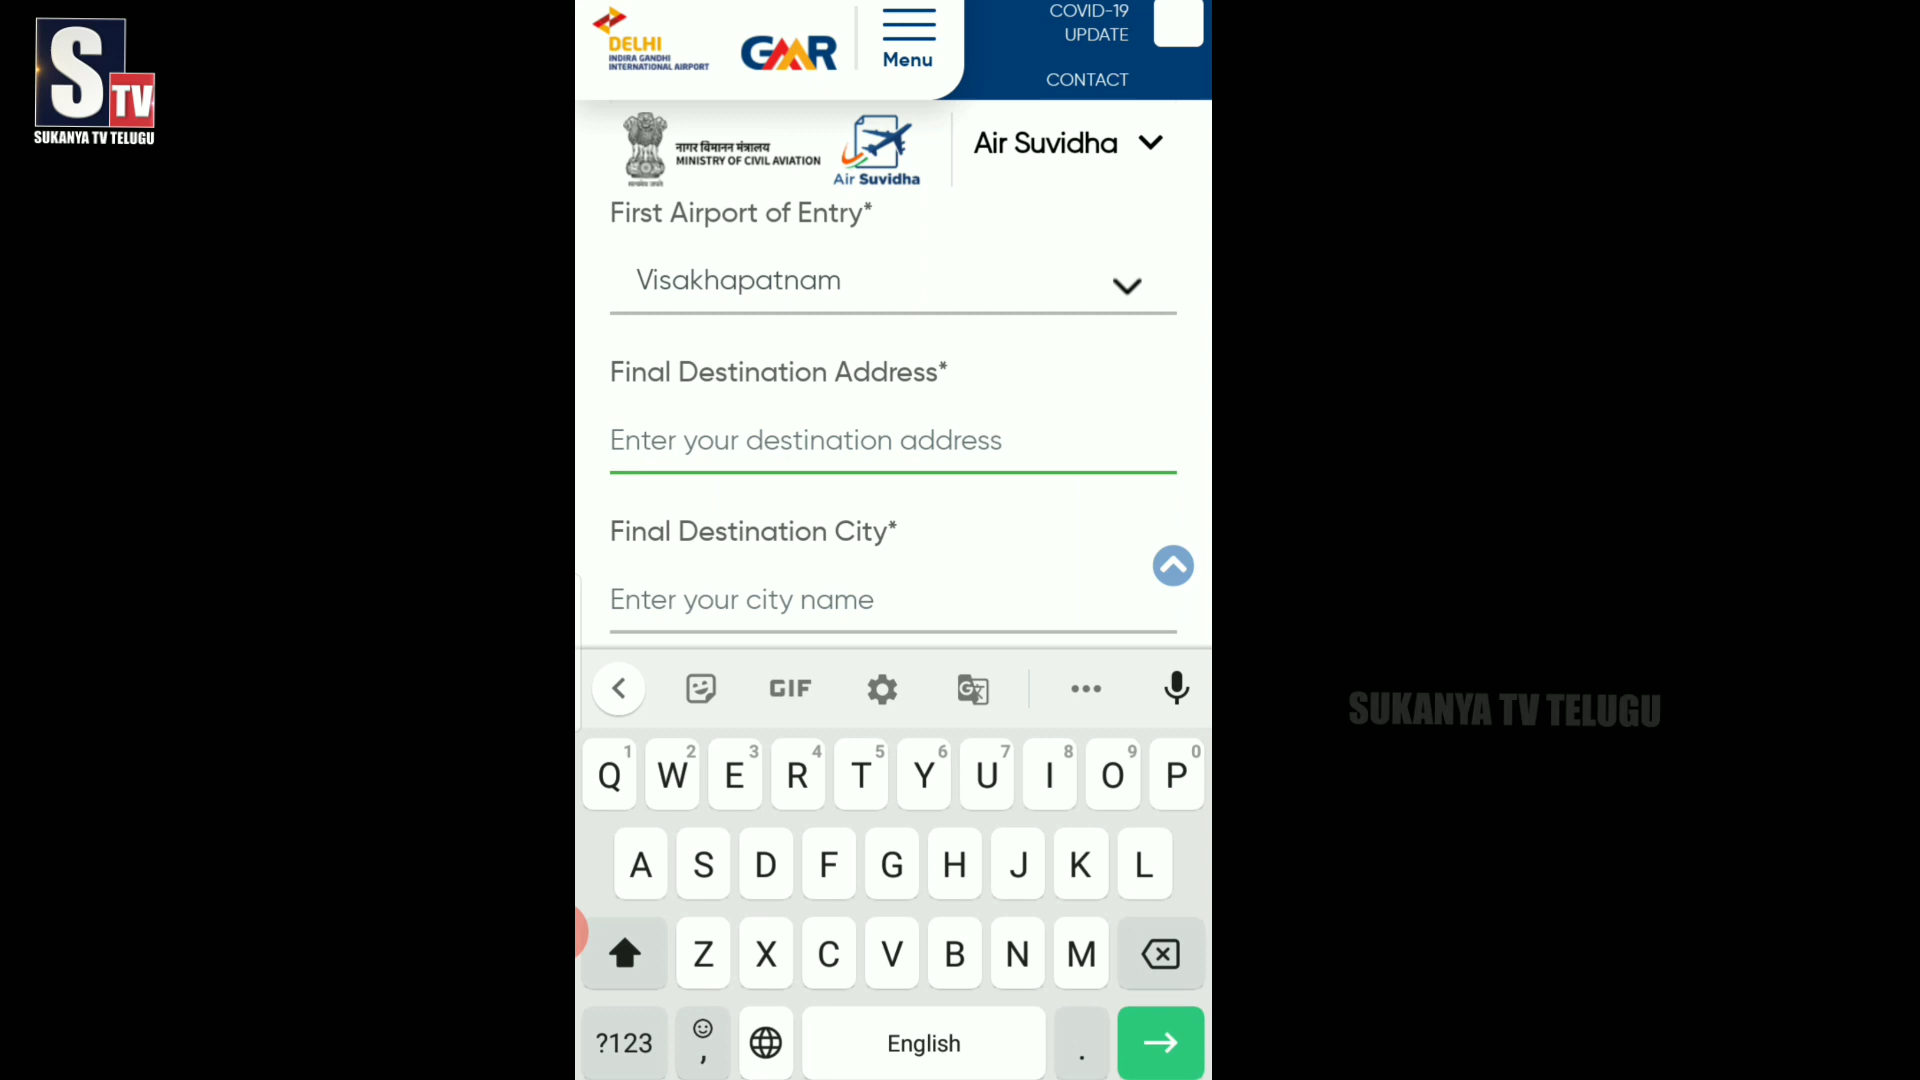 S
TV
SUKANYA TV TELUGU
DELHI
INDIRA GANDHI
INTERNATIONAL AIRPORT
GMR
Menu
COVID-19
UPDATE
CONTACT
सत्यमेव जयते
नागर विमानन मंत्रालय
MINISTRY OF CIVIL AVIATION
Air Suvidha
Air Suvidha
First Airport of Entry*
Visakhapatnam
Final Destination Address*
Enter your destination address
Final Destination City*
Enter your city name
GIF
G
1 2 3 4 5 6 7 8 9 0
Q W E R T Y U I O P
A S D F G H J K L
Z X C V B N M
?123 , English .
SUKANYA TV TELUGU